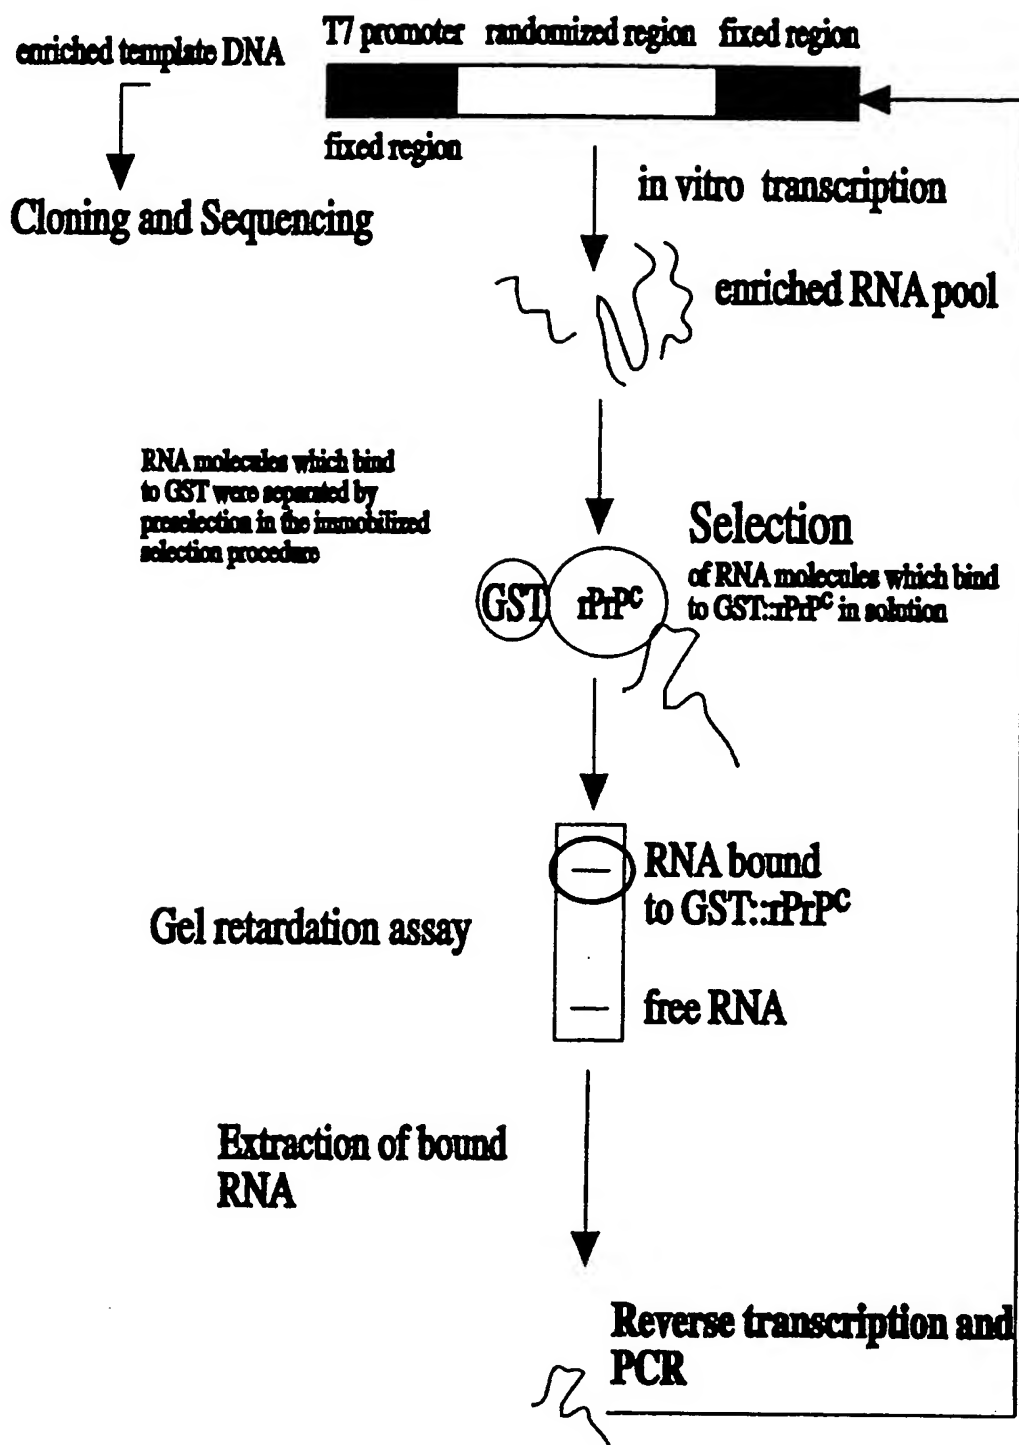 enriched template DNA
T7 promoter randomized region fixed region
fixed region
Cloning and Sequencing
in vitro transcription
enriched RNA pool
RNA molecules which bind
to GST were separated by
preselection in the immobilized
selection procedure
Selection
of RNA molecules which bind
to GST::rPrPᶜ in solution
GST
rPrPᶜ
RNA bound
to GST::rPrPᶜ
Gel retardation assay
free RNA
Extraction of bound
RNA
Reverse transcription and
PCR